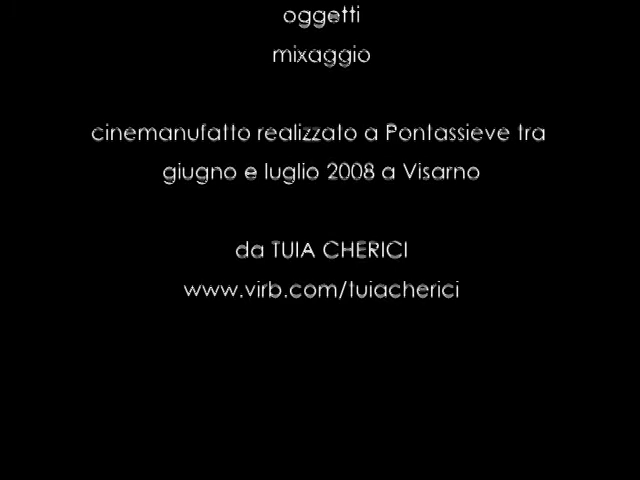 oggetti
mixaggio
cinemanufatto realizzato a Pontassieve tra
giugno e luglio 2008 a Visarno
da TUIA CHERICI
www.virb.com/tuiacherici